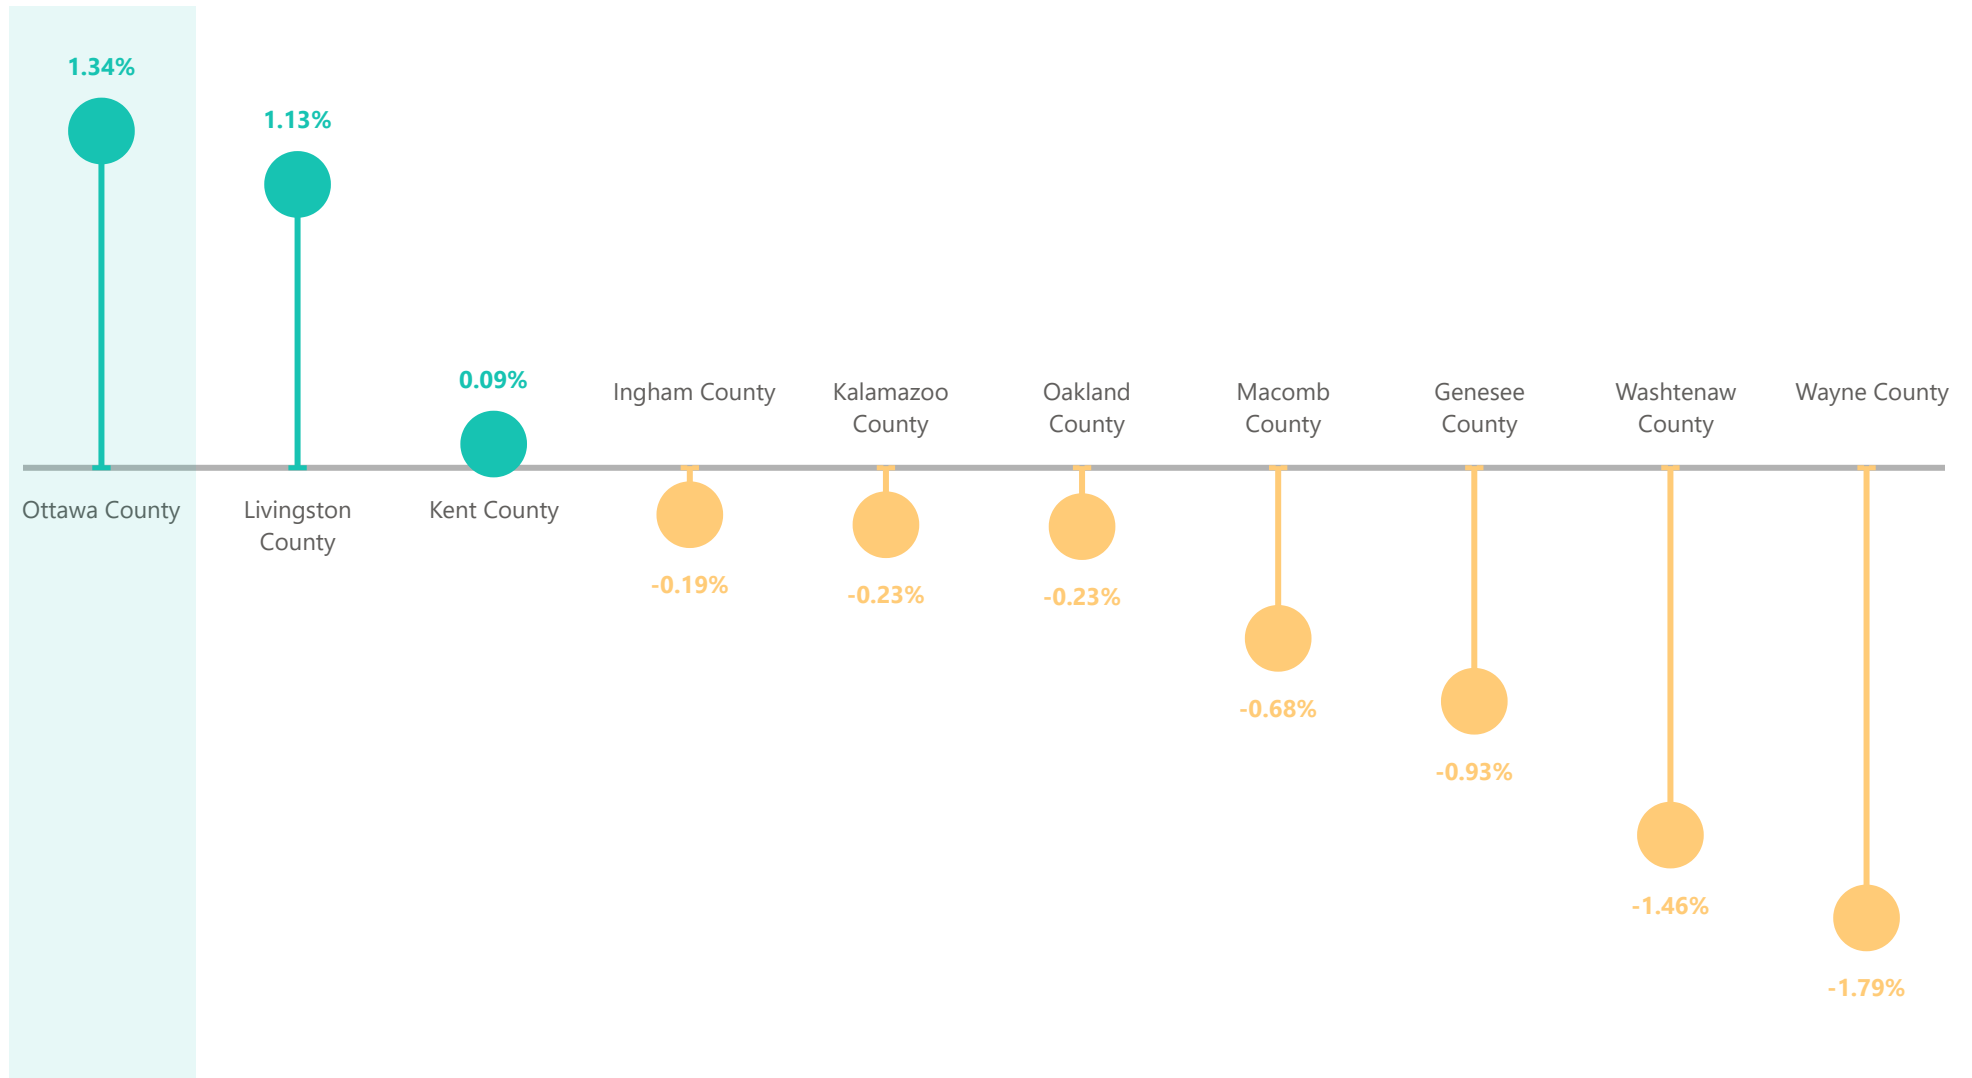 1.34%
1.13%
0.09%
Ingham County
Kalamazoo
County
Oakland
County
Macomb
County
Genesee
County
Washtenaw
County
Wayne County
Ottawa County
Livingston
County
Kent County
-0.19%
-0.23%
-0.23%
-0.68%
-0.93%
-1.46%
-1.79%